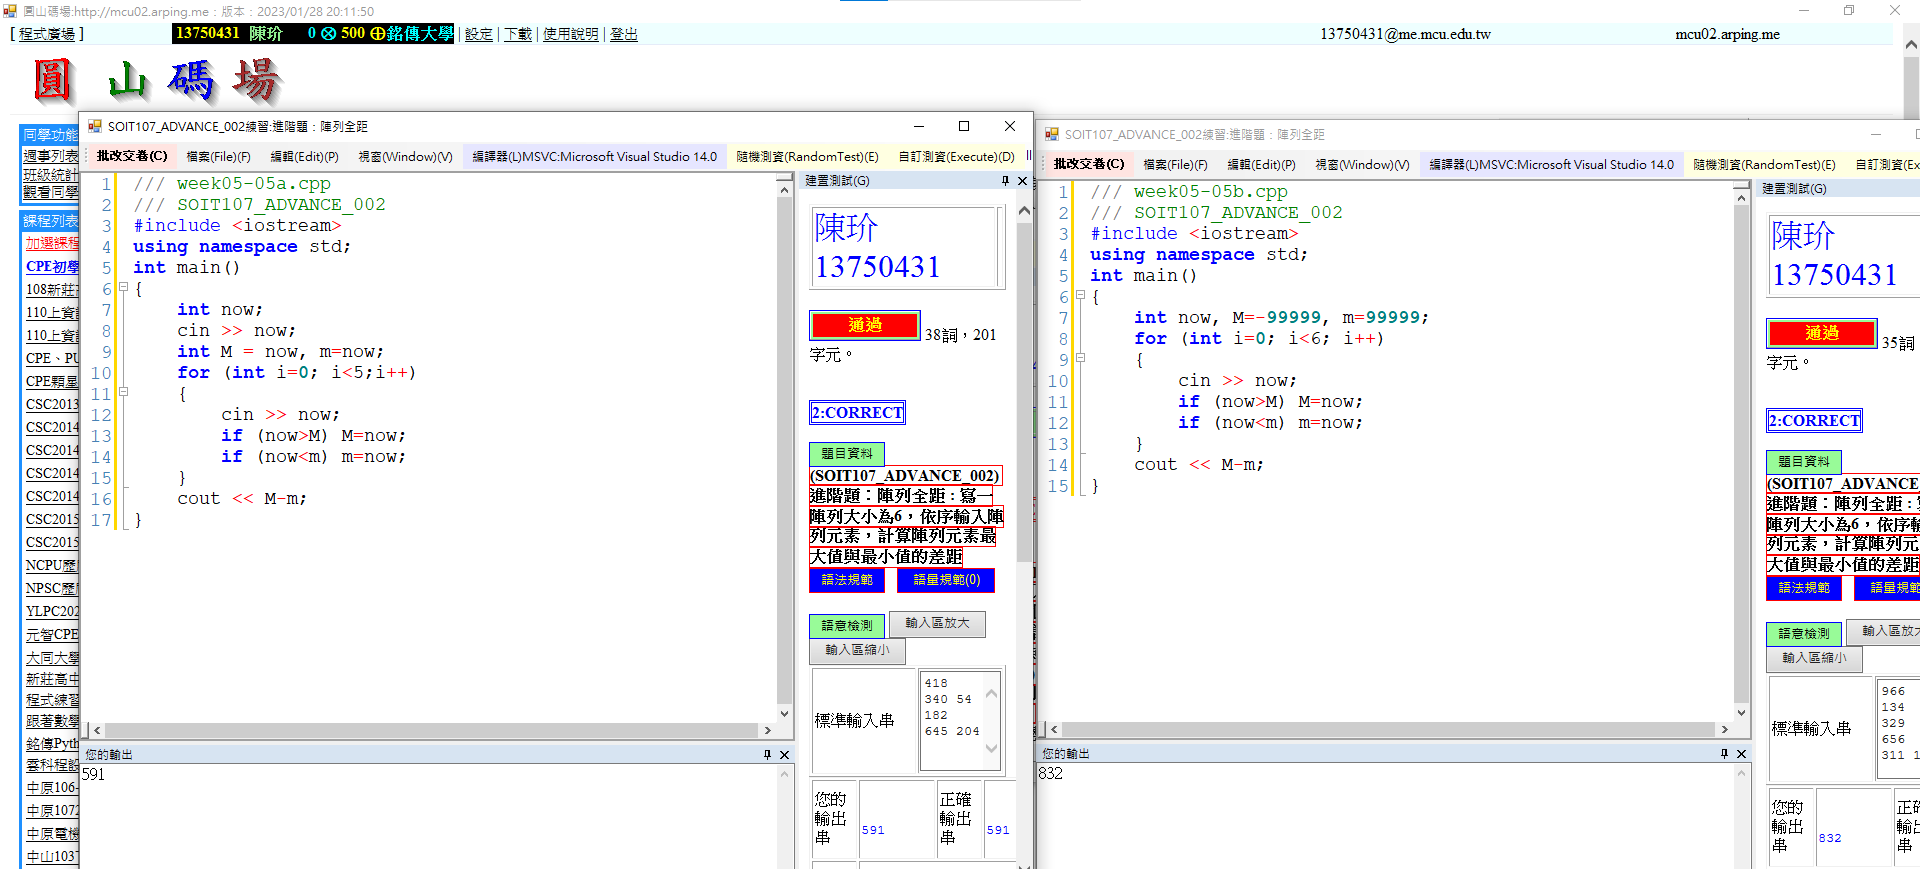 圓山碼場:http://mcu02.arping.me：版本：2023/01/28 20:11:50
[ 程式廣場 ]
13750431 陳玠 0 ⊗ 500 ⊕銘傳大學 | 設定 | 下載 | 使用說明 | 登出
13750431@me.mcu.edu.tw
mcu02.arping.me
圓山碼場
同學功能
週事列表
班級統計
觀看同學
課程列表
加選課程
CPE初學
108新莊
110上資
110上資
CPE、PU
CPE顆星
CSC2013
CSC2014
CSC2014
CSC2014
CSC2014
CSC2015
CSC2015
NCPU歷
NPSC歷
YLPC202
元智CPE
大同大學
新莊高中
程式練習
跟著數學
銘傳Pyth
雲科程設
中原106-
中原1072
中原電機
中山1037
SOIT107_ADVANCE_002練習:進階題：陣列全距
批改交卷(C) 檔案(File)(F) 編輯(Edit)(P) 視窗(Window)(V) 編譯器(L)MSVC:Microsoft Visual Studio 14.0 隨機測資(RandomTest)(E) 自訂測資(Execute)(D)
1 /// week05-05a.cpp
2 /// SOIT107_ADVANCE_002
3 #include <iostream>
4 using namespace std;
5 int main()
6 {
7 int now;
8 cin >> now;
9 int M = now, m=now;
10 for (int i=0; i<5;i++)
11 {
12 cin >> now;
13 if (now>M) M=now;
14 if (now<m) m=now;
15 }
16 cout << M-m;
17 }
您的輸出
591
建置測試(G)
陳玠
13750431
通過 38詞，201
字元。
2:CORRECT
題目資料
(SOIT107_ADVANCE_002)
進階題：陣列全距：寫一
陣列大小為6，依序輸入陣
列元素，計算陣列元素最
大值與最小值的差距
語法規範 語量規範(0)
語意檢測 輸入區放大
輸入區縮小
標準輸入串
418
340 54
182
645 204
您的輸出串 591 正確輸出串 591
SOIT107_ADVANCE_002練習:進階題：陣列全距
批改交卷(C) 檔案(File)(F) 編輯(Edit)(P) 視窗(Window)(V) 編譯器(L)MSVC:Microsoft Visual Studio 14.0 隨機測資(RandomTest)(E) 自訂測資(Ex
1 /// week05-05b.cpp
2 /// SOIT107_ADVANCE_002
3 #include <iostream>
4 using namespace std;
5 int main()
6 {
7 int now, M=-99999, m=99999;
8 for (int i=0; i<6; i++)
9 {
10 cin >> now;
11 if (now>M) M=now;
12 if (now<m) m=now;
13 }
14 cout << M-m;
15 }
您的輸出
832
建置測試(G)
陳玠
13750431
通過 35詞
字元。
2:CORRECT
題目資料
(SOIT107_ADVANCE
進階題：陣列全距：
陣列大小為6，依序輸
列元素，計算陣列元
大值與最小值的差距
語法規範 語量規範
語意檢測 輸入區放大
輸入區縮小
標準輸入串
966
134
329
656
311 1
您的輸出串 832 正確輸出